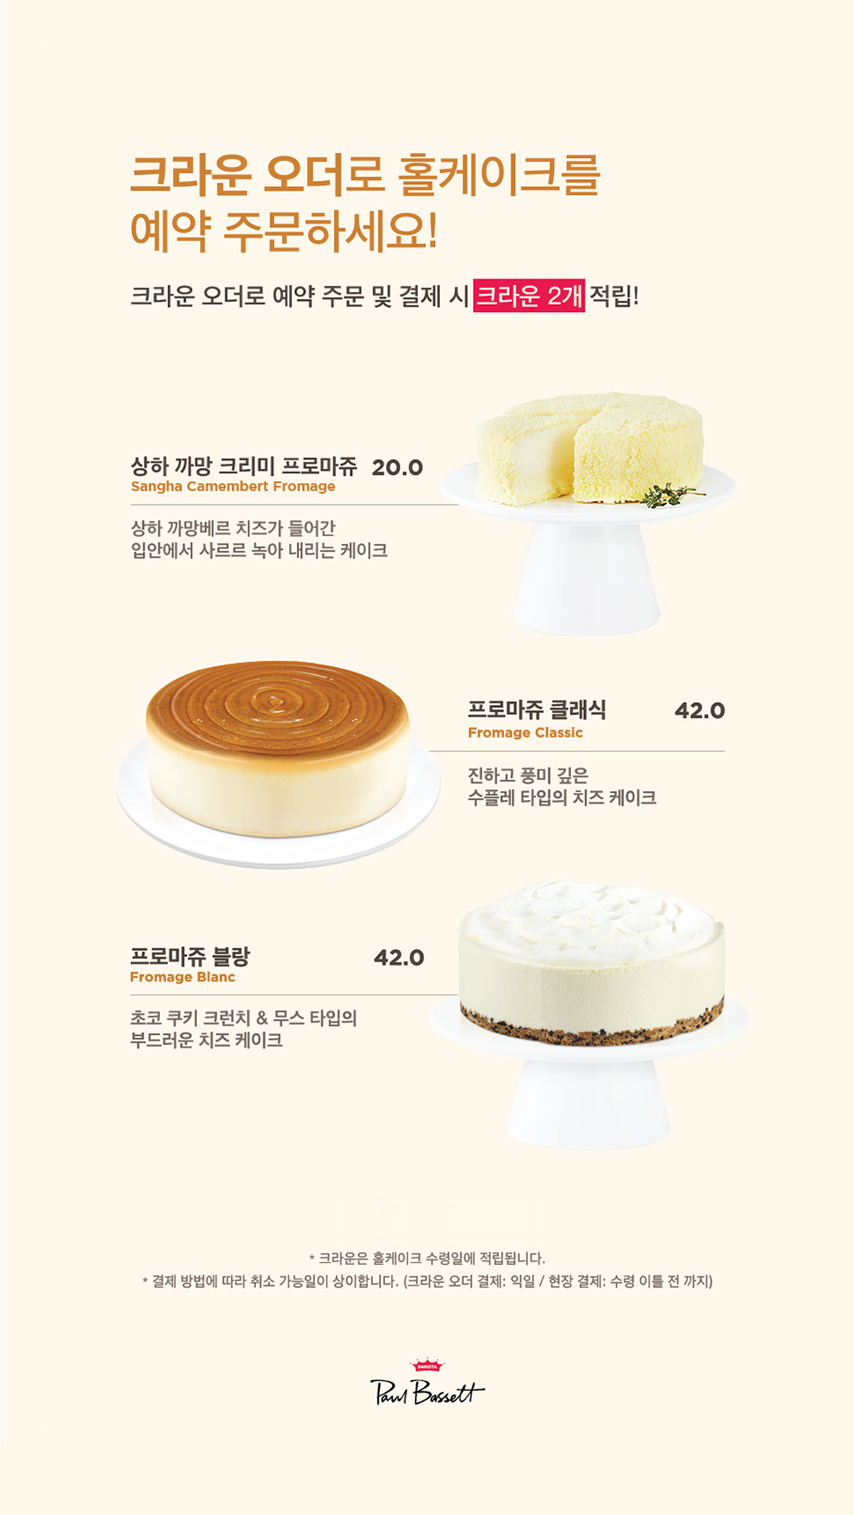 크라운 오더로 홀케이크를
예약 주문하세요!
크라운 오더로 예약 주문 및 결제 시 크라운 2개 적립!
상하 까망 크리미 프로마쥬 20.0
Sangha Camembert Fromage
상하 까망베르 치즈가 들어간
입안에서 사르르 녹아 내리는 케이크
프로마쥬 클래식 42.0
Fromage Classic
진하고 풍미 깊은
수플레 타입의 치즈 케이크
프로마쥬 블랑 42.0
Fromage Blanc
초코 쿠키 크런치 & 무스 타입의
부드러운 치즈 케이크
* 크라운은 홀케이크 수령일에 적립됩니다.
* 결제 방법에 따라 취소 가능일이 상이합니다. (크라운 오더 결제: 익일 / 현장 결제: 수령 이틀 전 까지)
BARISTA
Paul Bassett